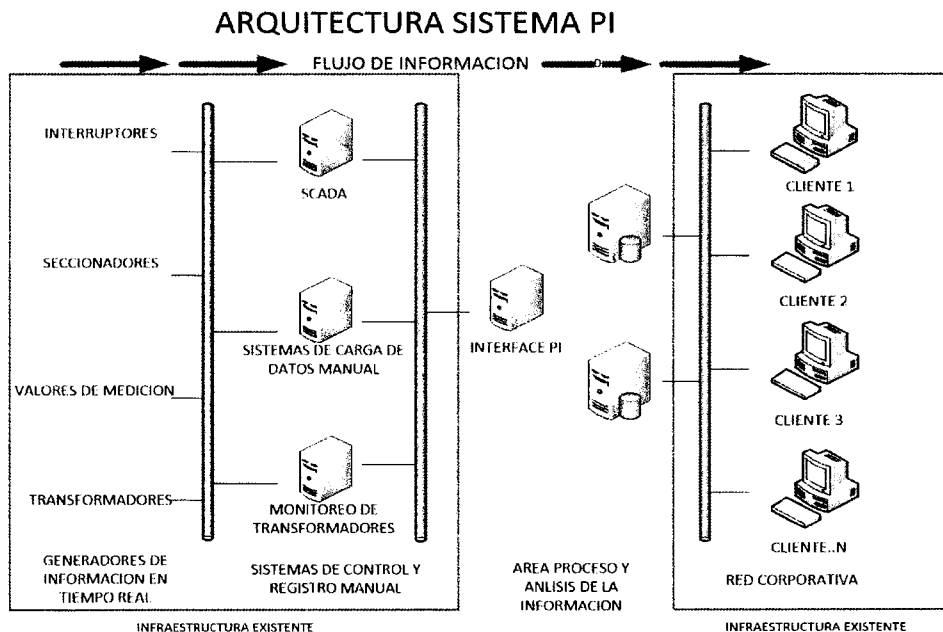 ARQUITECTURA SISTEMA PI
FLUJO DE INFORMACION
INTERRUPTORES
SECCIONADORES
VALORES DE MEDICION
TRANSFORMADORES
GENERADORES DE
INFORMACION EN
TIEMPO REAL
SCADA
SISTEMAS DE CARGA DE
DATOS MANUAL
MONITOREO DE
TRANSFORMADORES
SISTEMAS DE CONTROL Y
REGISTRO MANUAL
INTERFACE PI
AREA PROCESO Y
ANLISIS DE LA
INFORMACION
CLIENTE 1
CLIENTE 2
CLIENTE 3
CLIENTE..N
RED CORPORATIVA
INFRAESTRUCTURA EXISTENTE
INFRAESTRUCTURA EXISTENTE